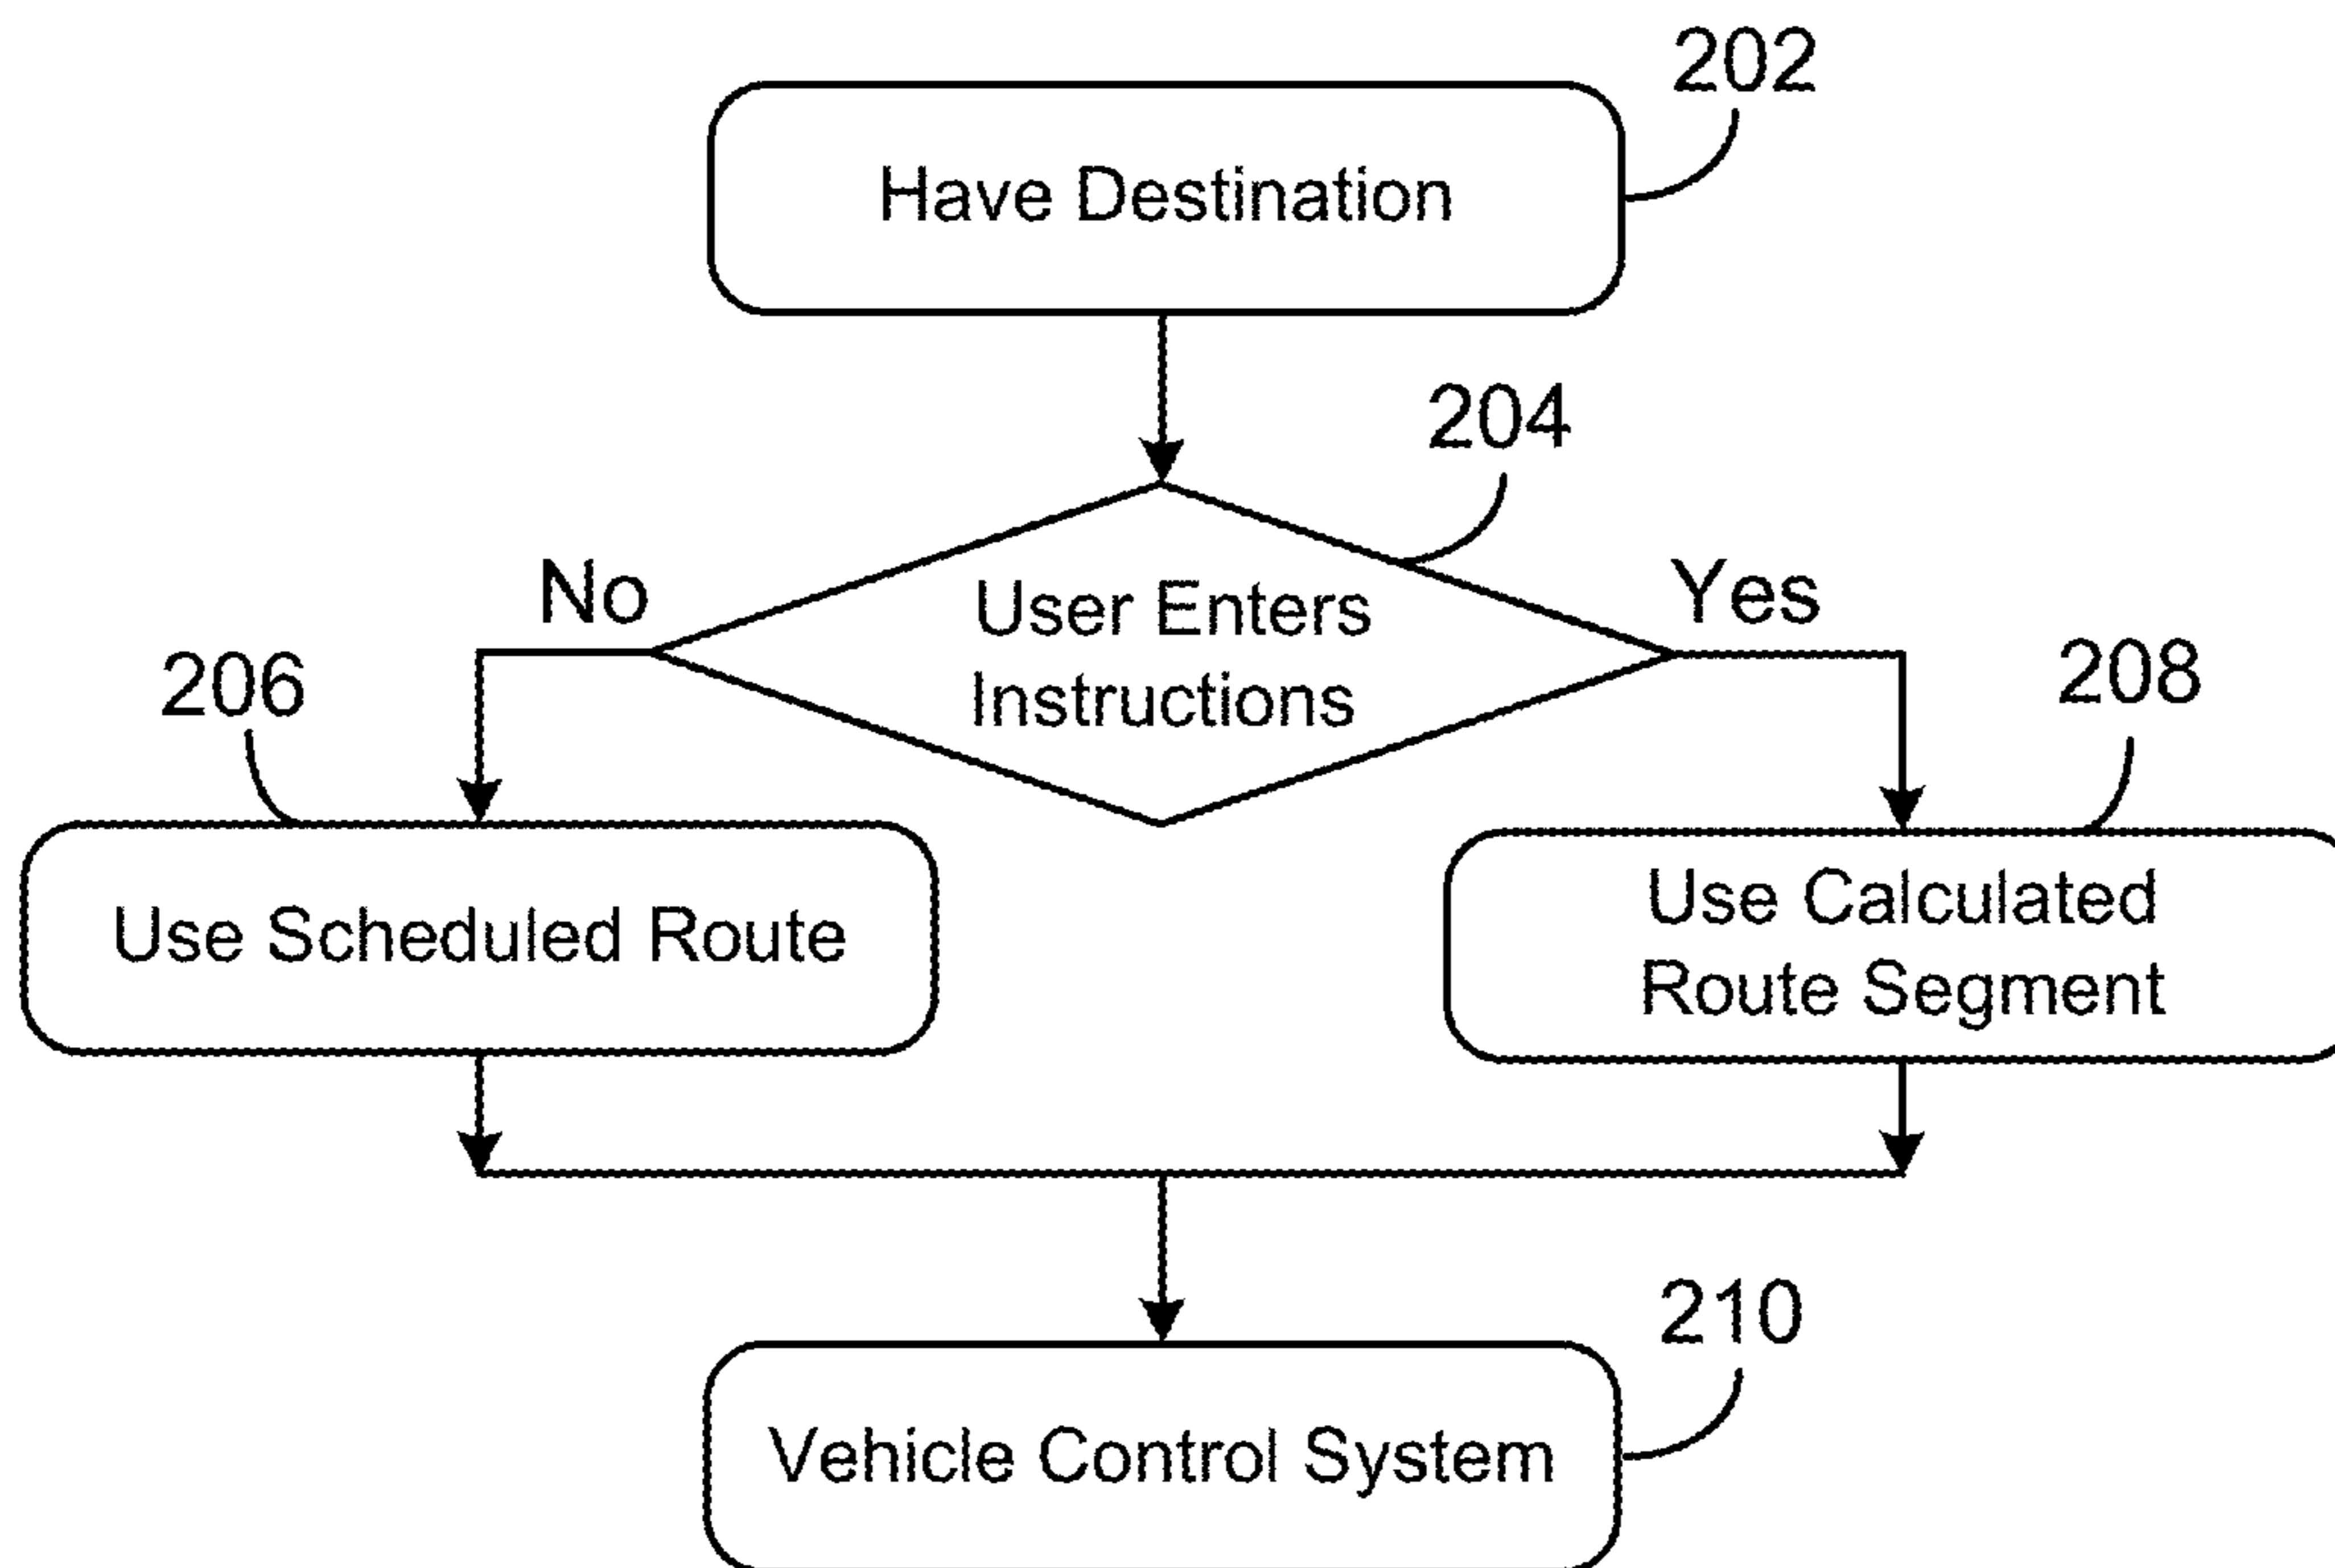 202
Have Destination
204
No
User Enters
Instructions
Yes
206
208
Use Scheduled Route
Use Calculated
Route Segment
210
Vehicle Control System